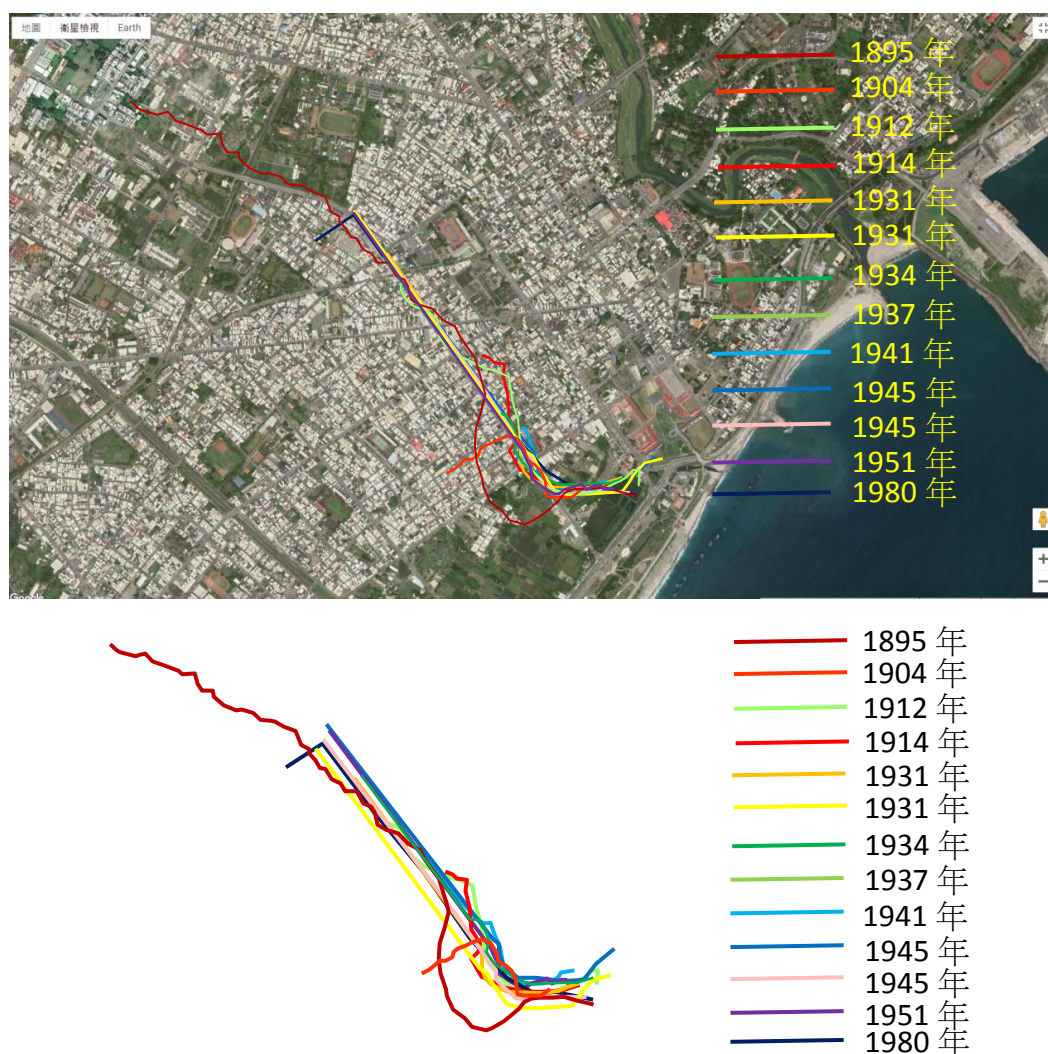 地圖 衛星檢視 Earth
1895 年
1904 年
1912 年
1914 年
1931 年
1931 年
1934 年
1937 年
1941 年
1945 年
1945 年
1951 年
1980 年
Google
1895 年
1904 年
1912 年
1914 年
1931 年
1931 年
1934 年
1937 年
1941 年
1945 年
1945 年
1951 年
1980 年